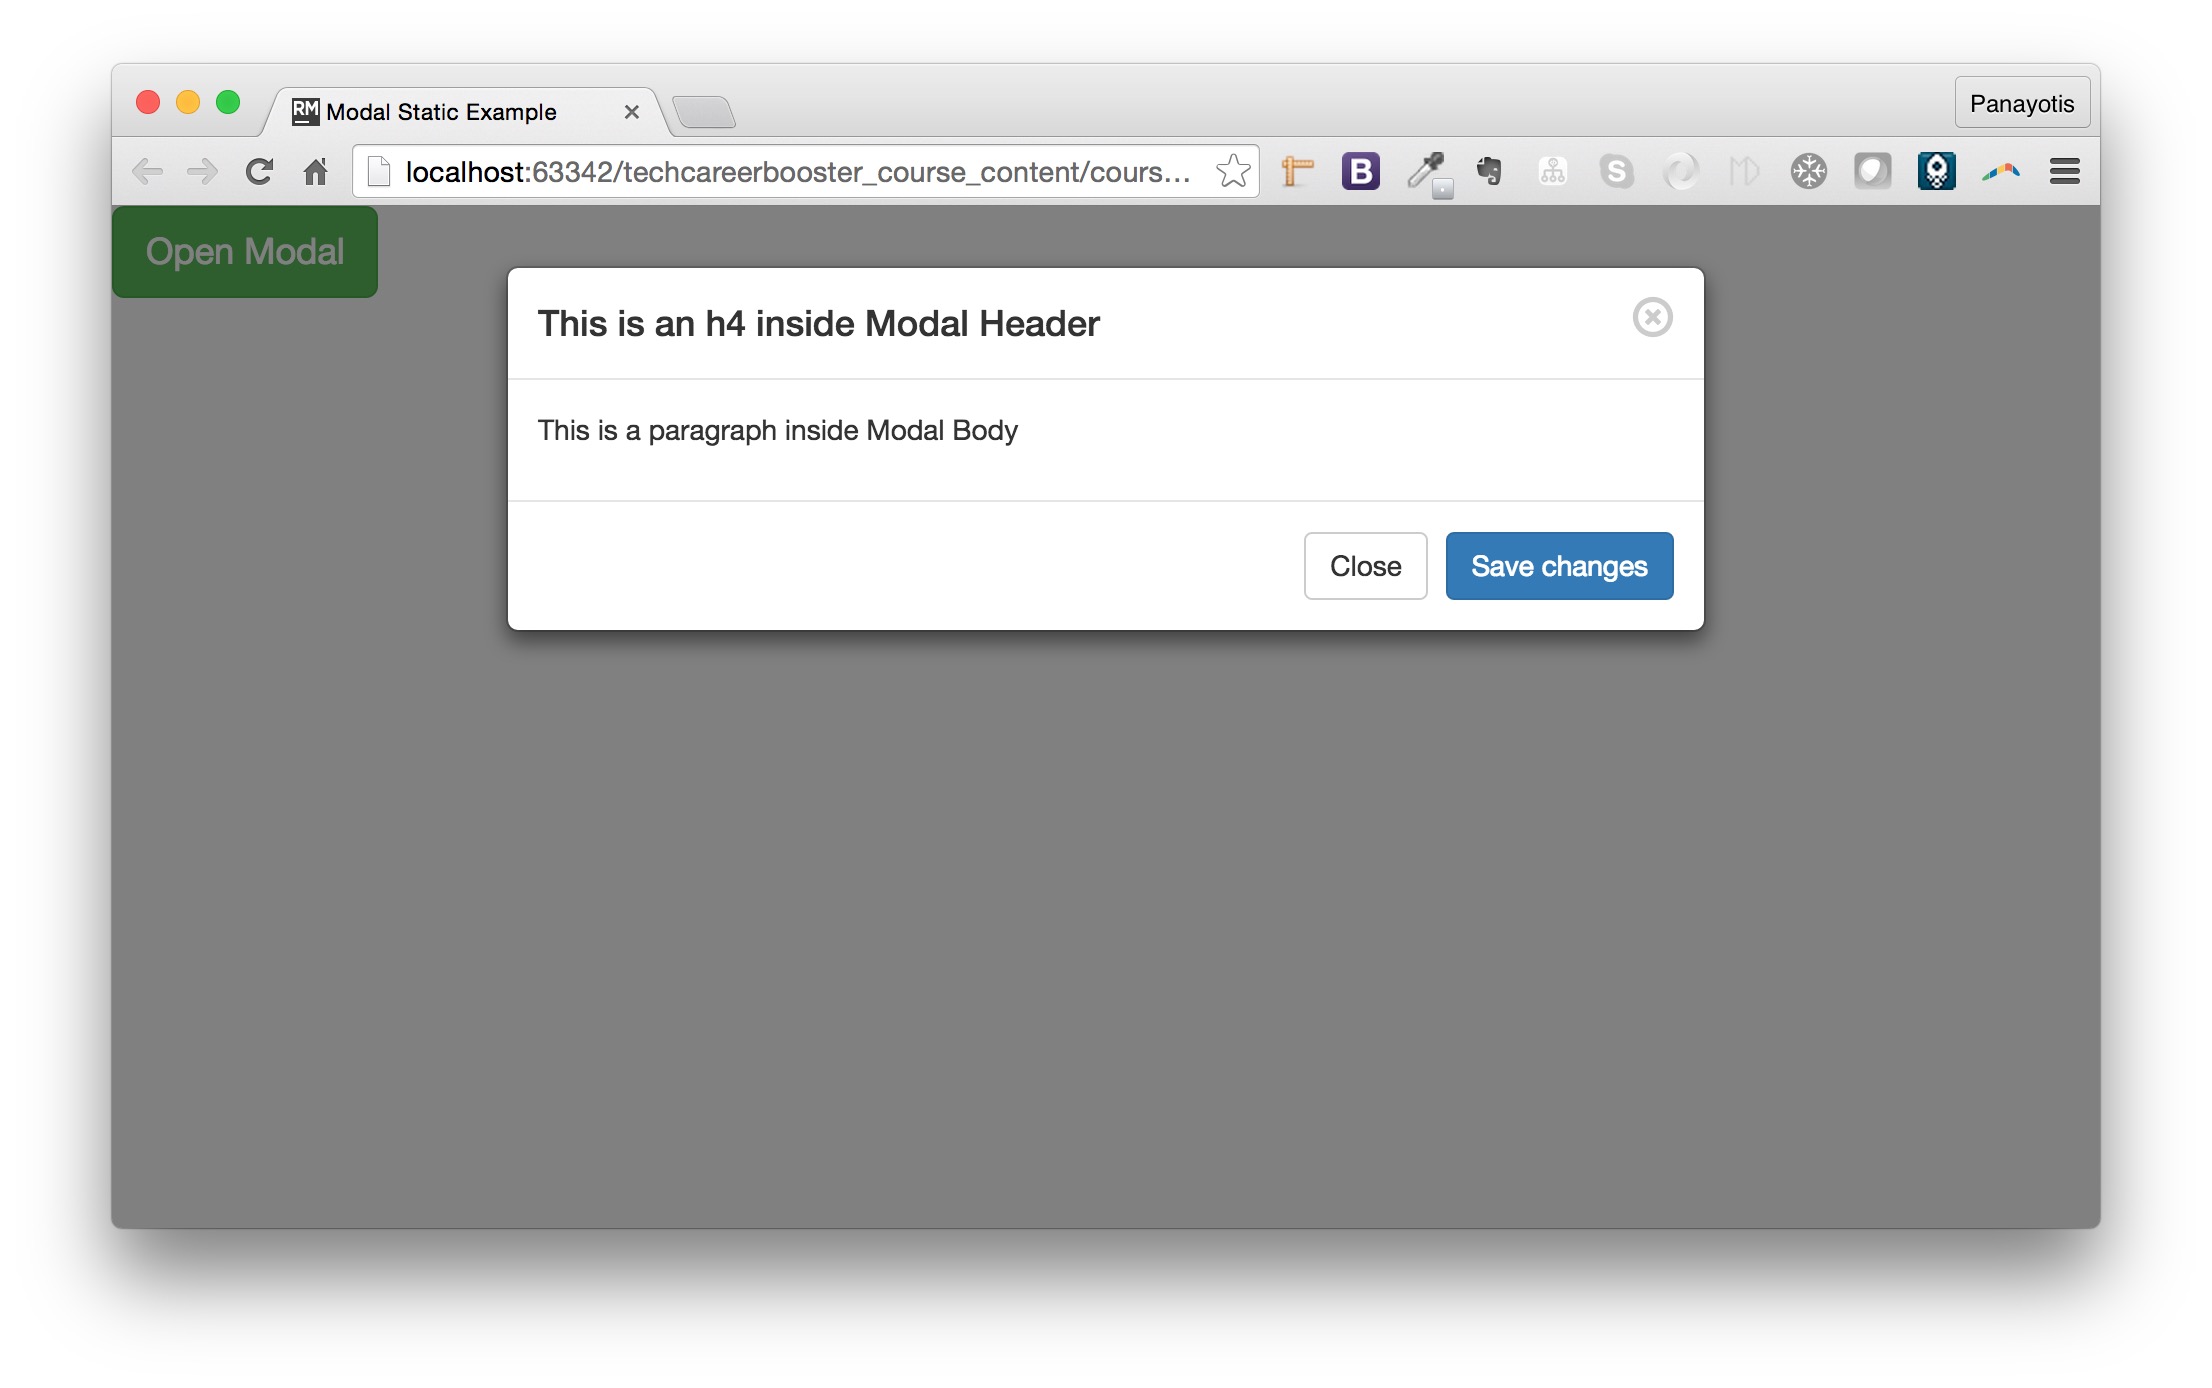 RM Modal Static Example
Panayotis
localhost:63342/techcareerbooster_course_content/cours...
B
S
Open Modal
This is an h4 inside Modal Header
This is a paragraph inside Modal Body
Close
Save changes